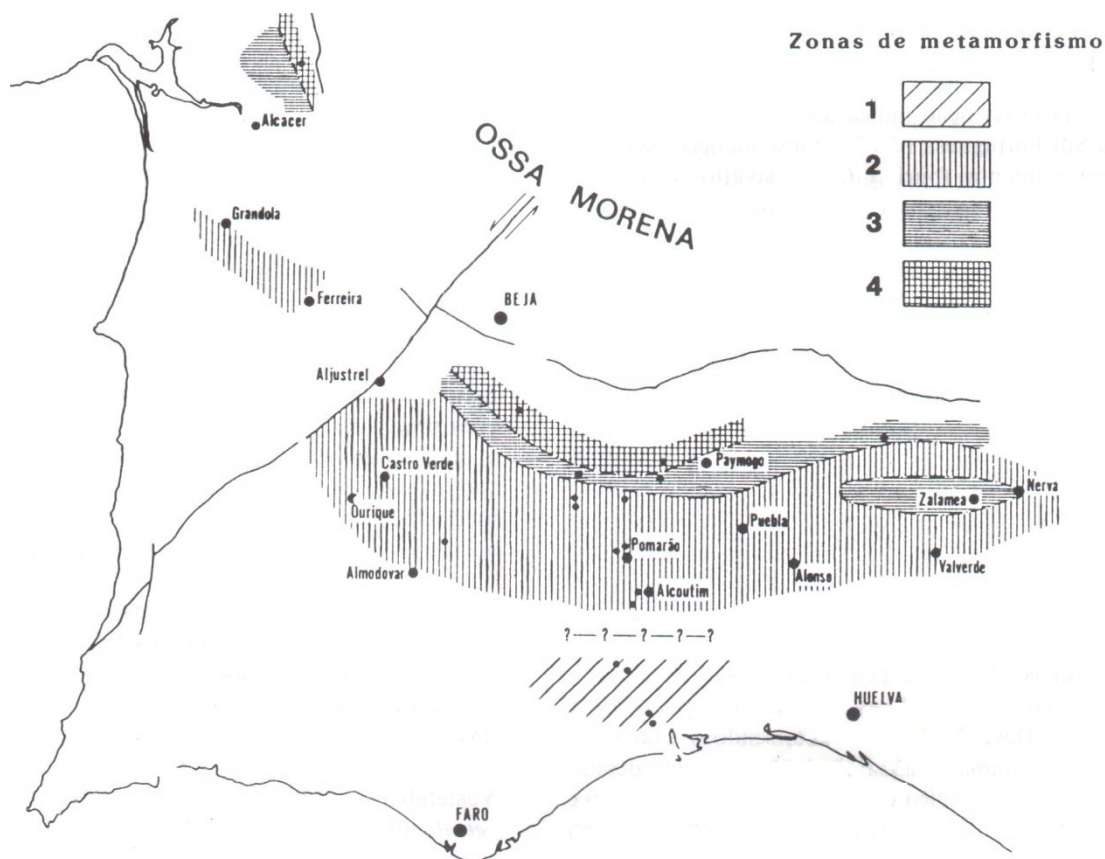 Zonas de metamorfismo
1
2
3
4
Alcacer
OSSA MORENA
Grandola
Ferreira
BEJA
Aljustrel
Castro Verde
Ourique
Almodovar
Paymogo
Puebla
Pomarão
Alcoutim
Alonso
Zalamea
Nerva
Valverde
? — ? — ? — ? — ?
HUELVA
FARO